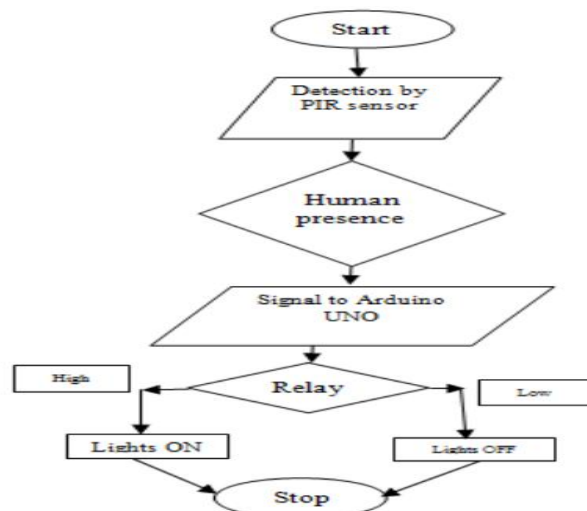 Start
Detection by
PIR sensor
Human
presence
Signal to Arduino
UNO
High
Relay
Low
Lights ON
Lights OFF
Stop